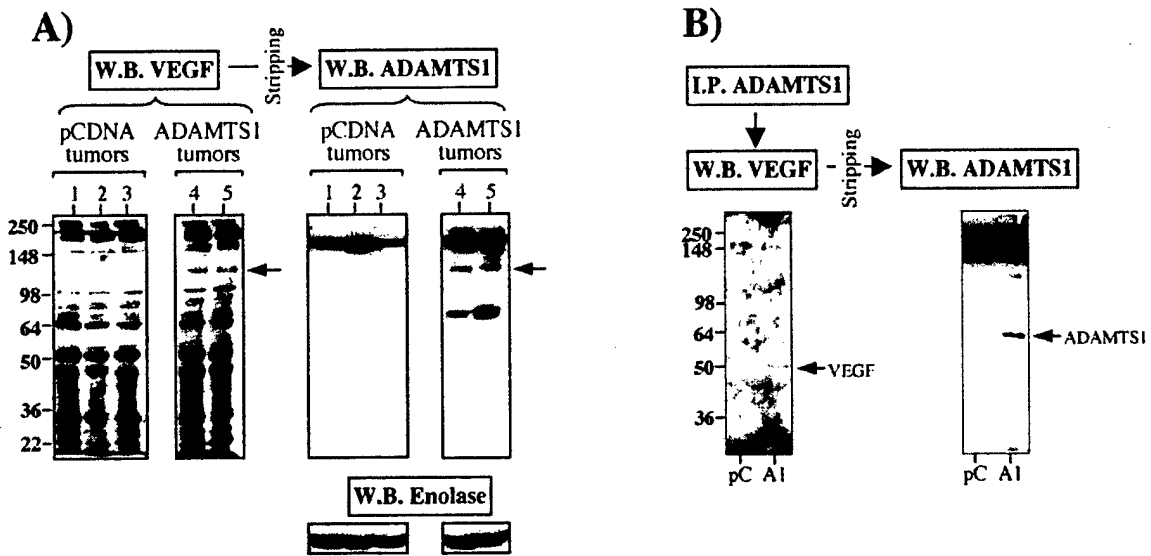 A)
W.B. VEGF
Stripping
W.B. ADAMTS1
pCDNA tumors
ADAMTS1 tumors
pCDNA tumors
ADAMTS1 tumors
1 2 3
4 5
1 2 3
4 5
250
148
98
64
50
36
22
W.B. Enolase
B)
I.P. ADAMTS1
W.B. VEGF
Stripping
W.B. ADAMTS1
250
148
98
64
50
36
VEGF
ADAMTS1
pC A1
pC A1